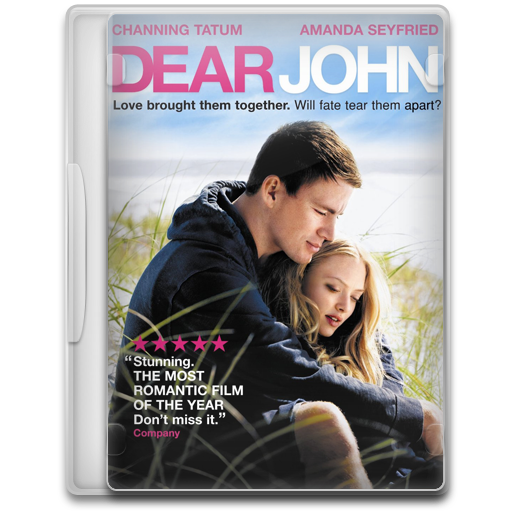 CHANNING TATUM AMANDA SEYFRIED
DEAR JOHN
Love brought them together. Will fate tear them apart?
★★★★★
“Stunning.
THE MOST
ROMANTIC FILM
OF THE YEAR
Don't miss it.”
Company